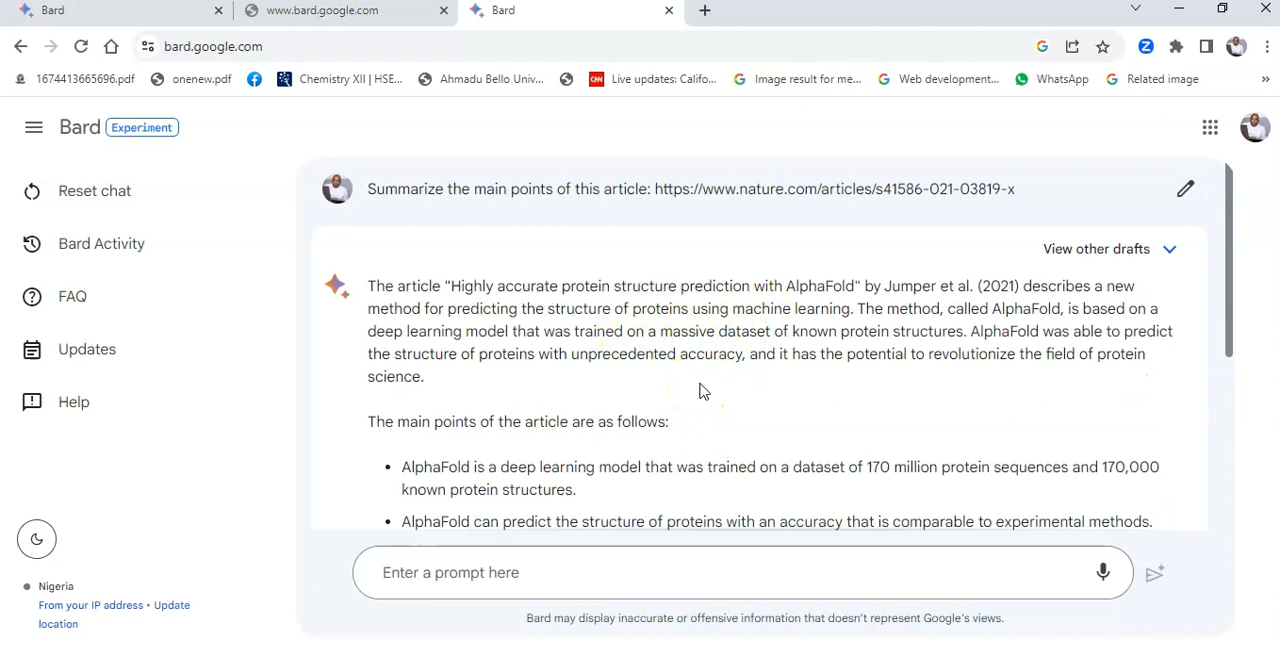 Bard
www.bard.google.com
Bard
bard.google.com
1674413665696.pdf
onenew.pdf
Chemistry XII | HSE...
Ahmadu Bello Univ...
CNN
Live updates: Califo...
Image result for me...
Web development...
WhatsApp
Related image
»
Bard Experiment
Reset chat
Bard Activity
FAQ
Updates
Help
Nigeria
From your IP address • Update
location
Summarize the main points of this article: https://www.nature.com/articles/s41586-021-03819-x
View other drafts
The article "Highly accurate protein structure prediction with AlphaFold" by Jumper et al. (2021) describes a new
method for predicting the structure of proteins using machine learning. The method, called AlphaFold, is based on a
deep learning model that was trained on a massive dataset of known protein structures. AlphaFold was able to predict
the structure of proteins with unprecedented accuracy, and it has the potential to revolutionize the field of protein
science.
The main points of the article are as follows:
• AlphaFold is a deep learning model that was trained on a dataset of 170 million protein sequences and 170,000
known protein structures.
• AlphaFold can predict the structure of proteins with an accuracy that is comparable to experimental methods.
Enter a prompt here
Bard may display inaccurate or offensive information that doesn't represent Google's views.